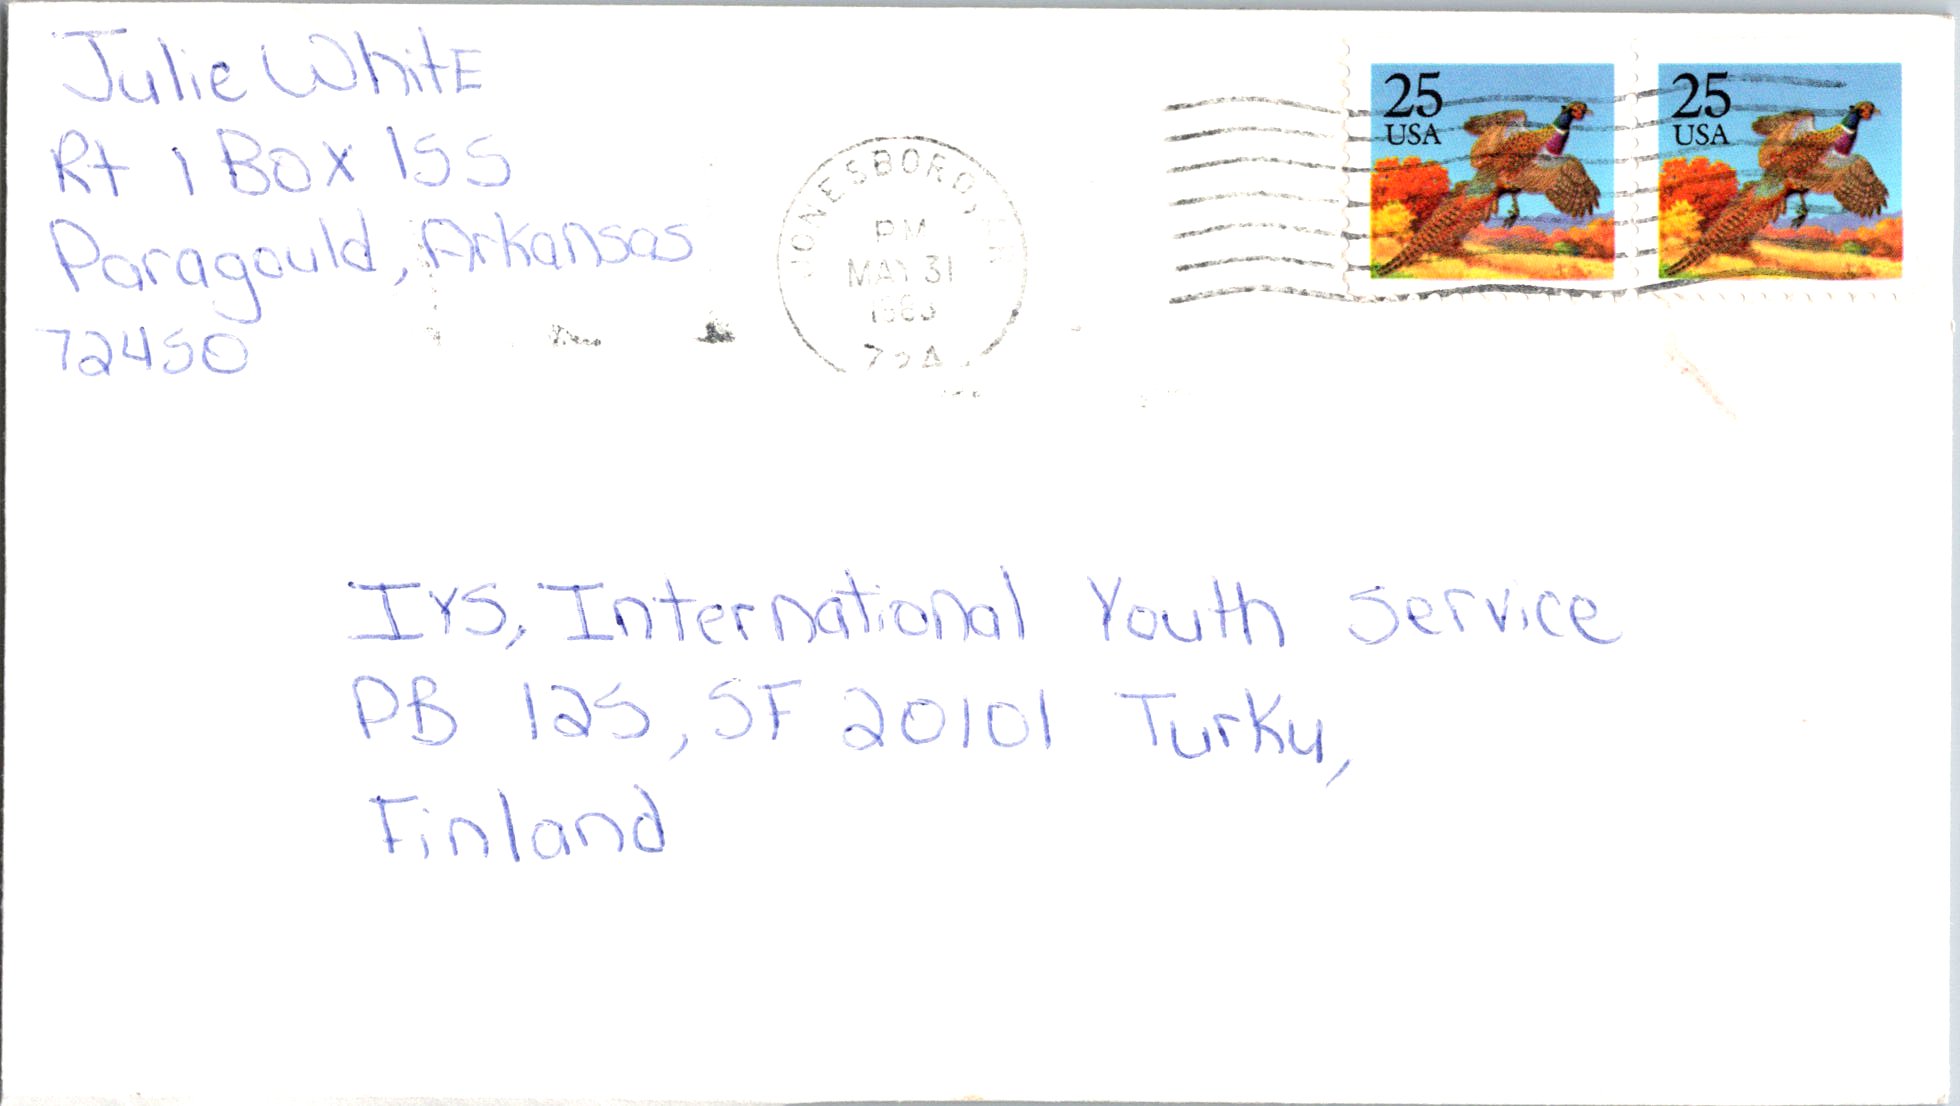 Julie White
Rt 1 Box 155
Paragould, Arkansas
72450
JONESBORO, AR
PM
MAY 31
25
USA
25
USA
Iys, International Youth Service
PB 125, SF 20101 Turku,
Finland